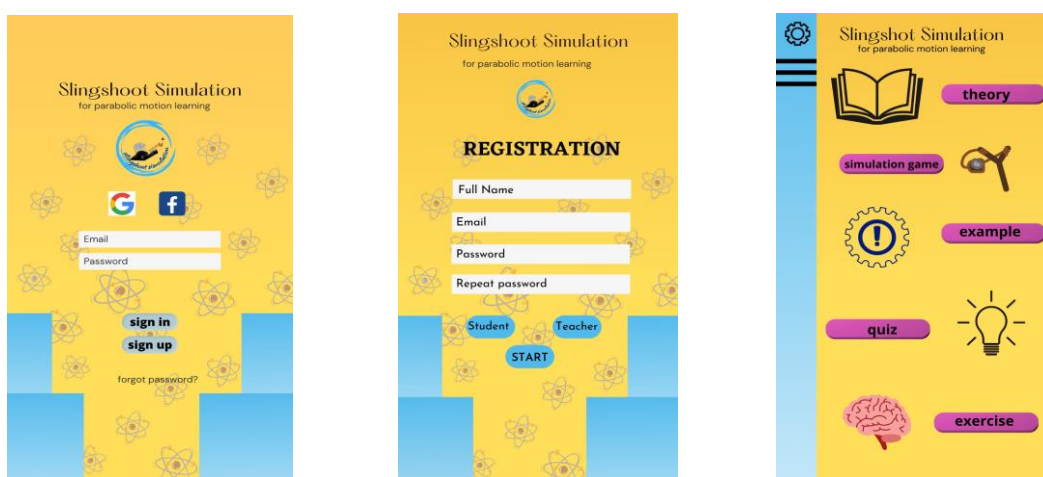 Slingshoot Simulation
for parabolic motion learning
slingshoot simulation
G f
Email
Password
sign in
sign up
forgot password?
Slingshoot Simulation
for parabolic motion learning
REGISTRATION
Full Name
Email
Password
Repeat password
Student Teacher
START
Slingshot Simulation
for parabolic motion learning
theory
simulation game
example
quiz
exercise